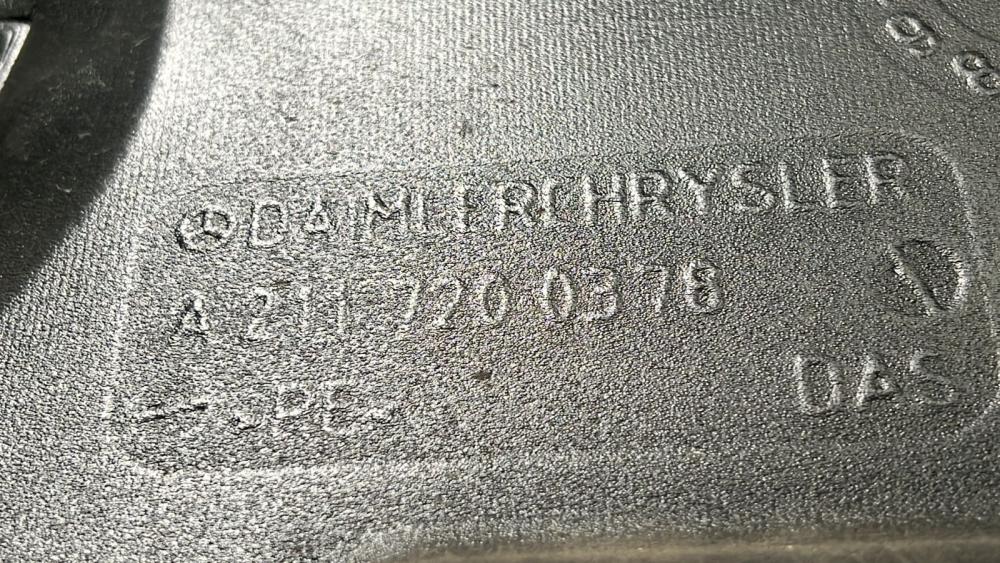 DAIMLERCHRYSLER
A 211 720 03 78
>PE<
DAS